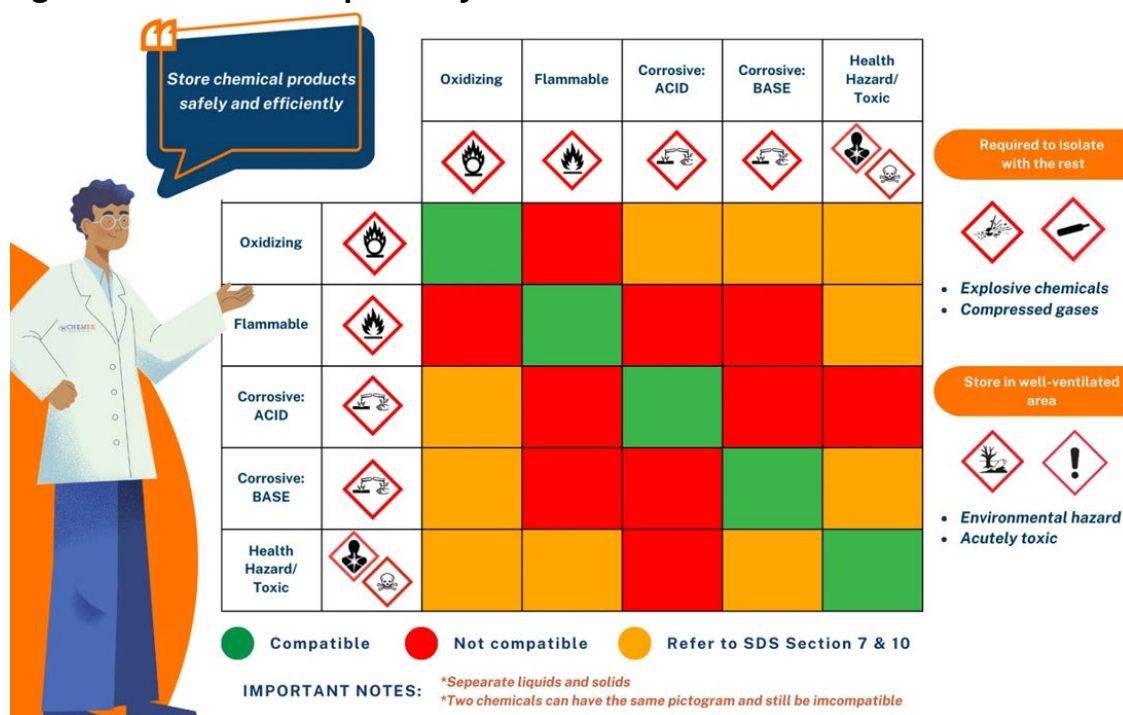 Store chemical products
safely and efficiently
Oxidizing
Flammable
Corrosive:
ACID
Corrosive:
BASE
Health
Hazard/
Toxic
Oxidizing
Flammable
Corrosive:
ACID
Corrosive:
BASE
Health
Hazard/
Toxic
CHEMEX
Required to isolate
with the rest
• Explosive chemicals
• Compressed gases
Store in well-ventilated
area
• Environmental hazard
• Acutely toxic
Compatible
Not compatible
Refer to SDS Section 7 & 10
IMPORTANT NOTES:
*Sepearate liquids and solids
*Two chemicals can have the same pictogram and still be imcompatible